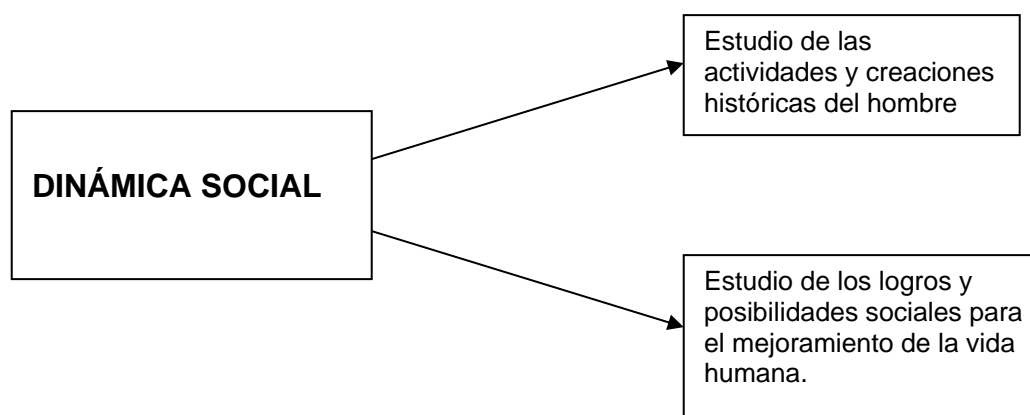 DINÁMICA SOCIAL
Estudio de las
actividades y creaciones
históricas del hombre
Estudio de los logros y
posibilidades sociales para
el mejoramiento de la vida
humana.